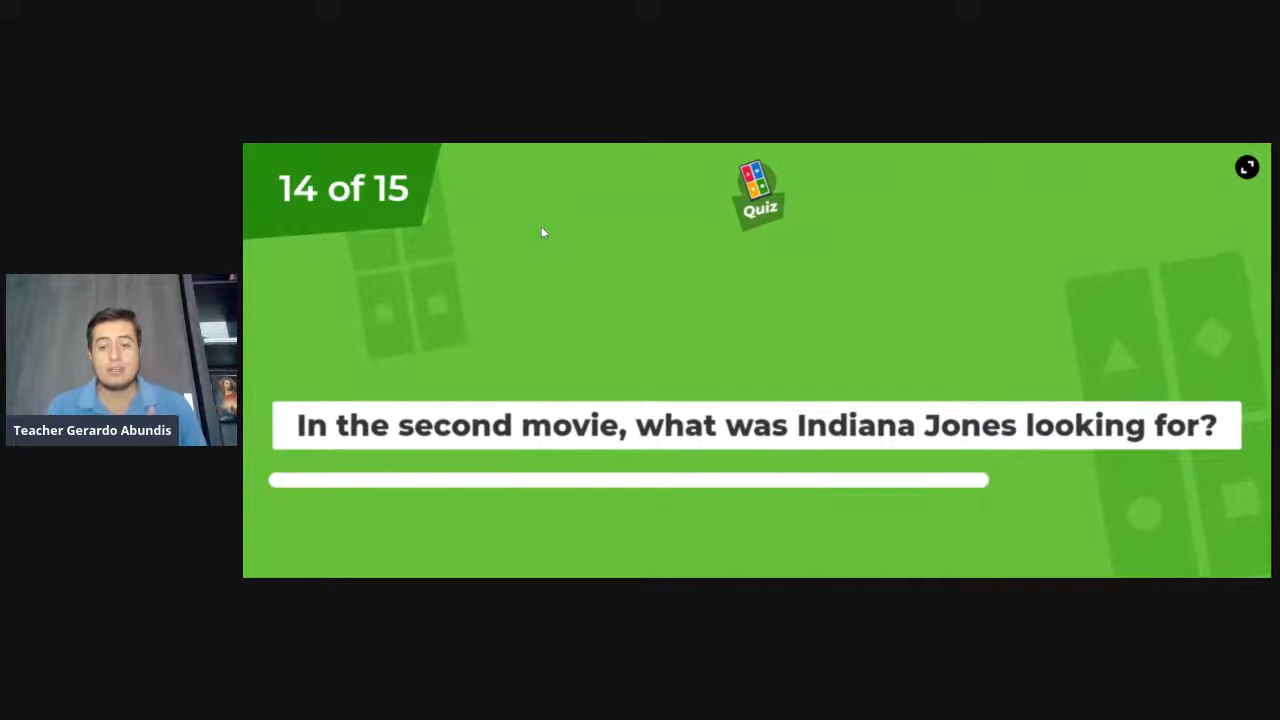 14 of 15
Quiz
In the second movie, what was Indiana Jones looking for?
Teacher Gerardo Abundis